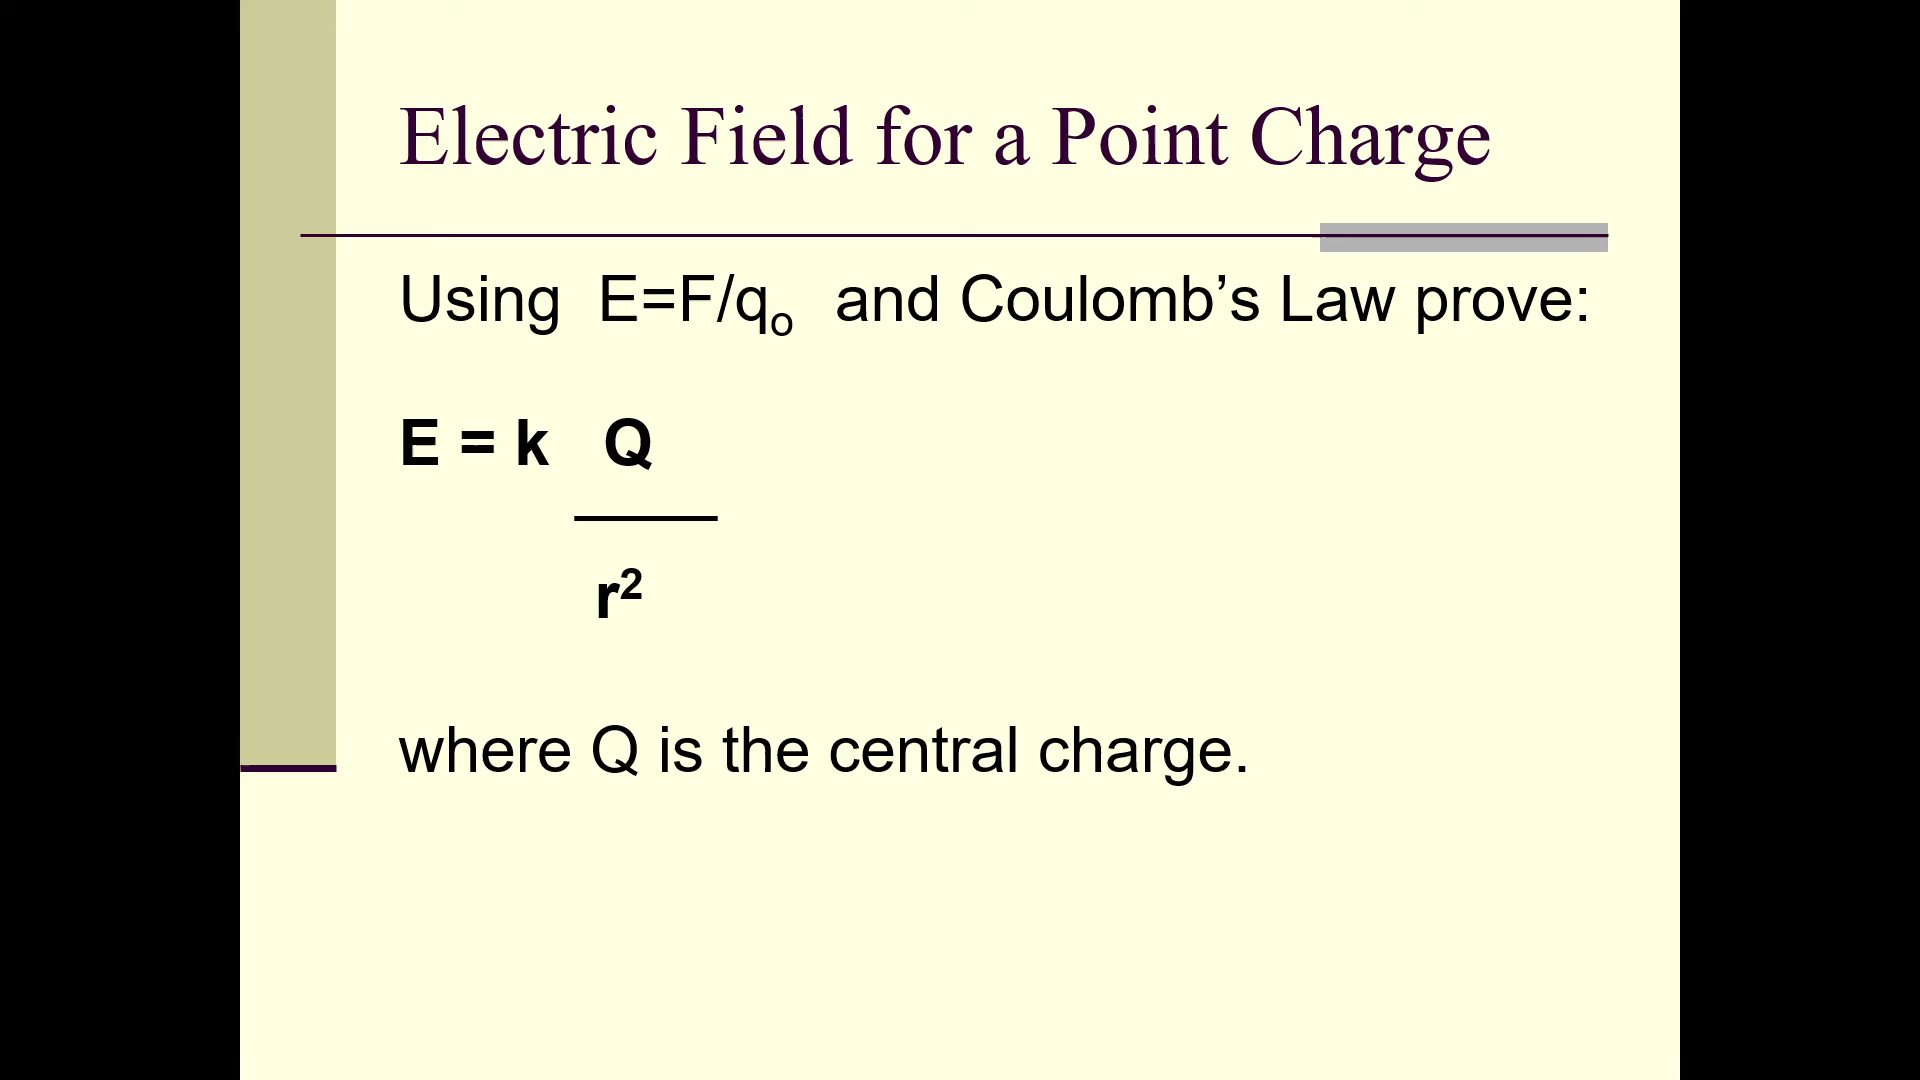 Electric Field for a Point Charge
Using E=F/qₒ and Coulomb’s Law prove:
E = k Q
r²
where Q is the central charge.